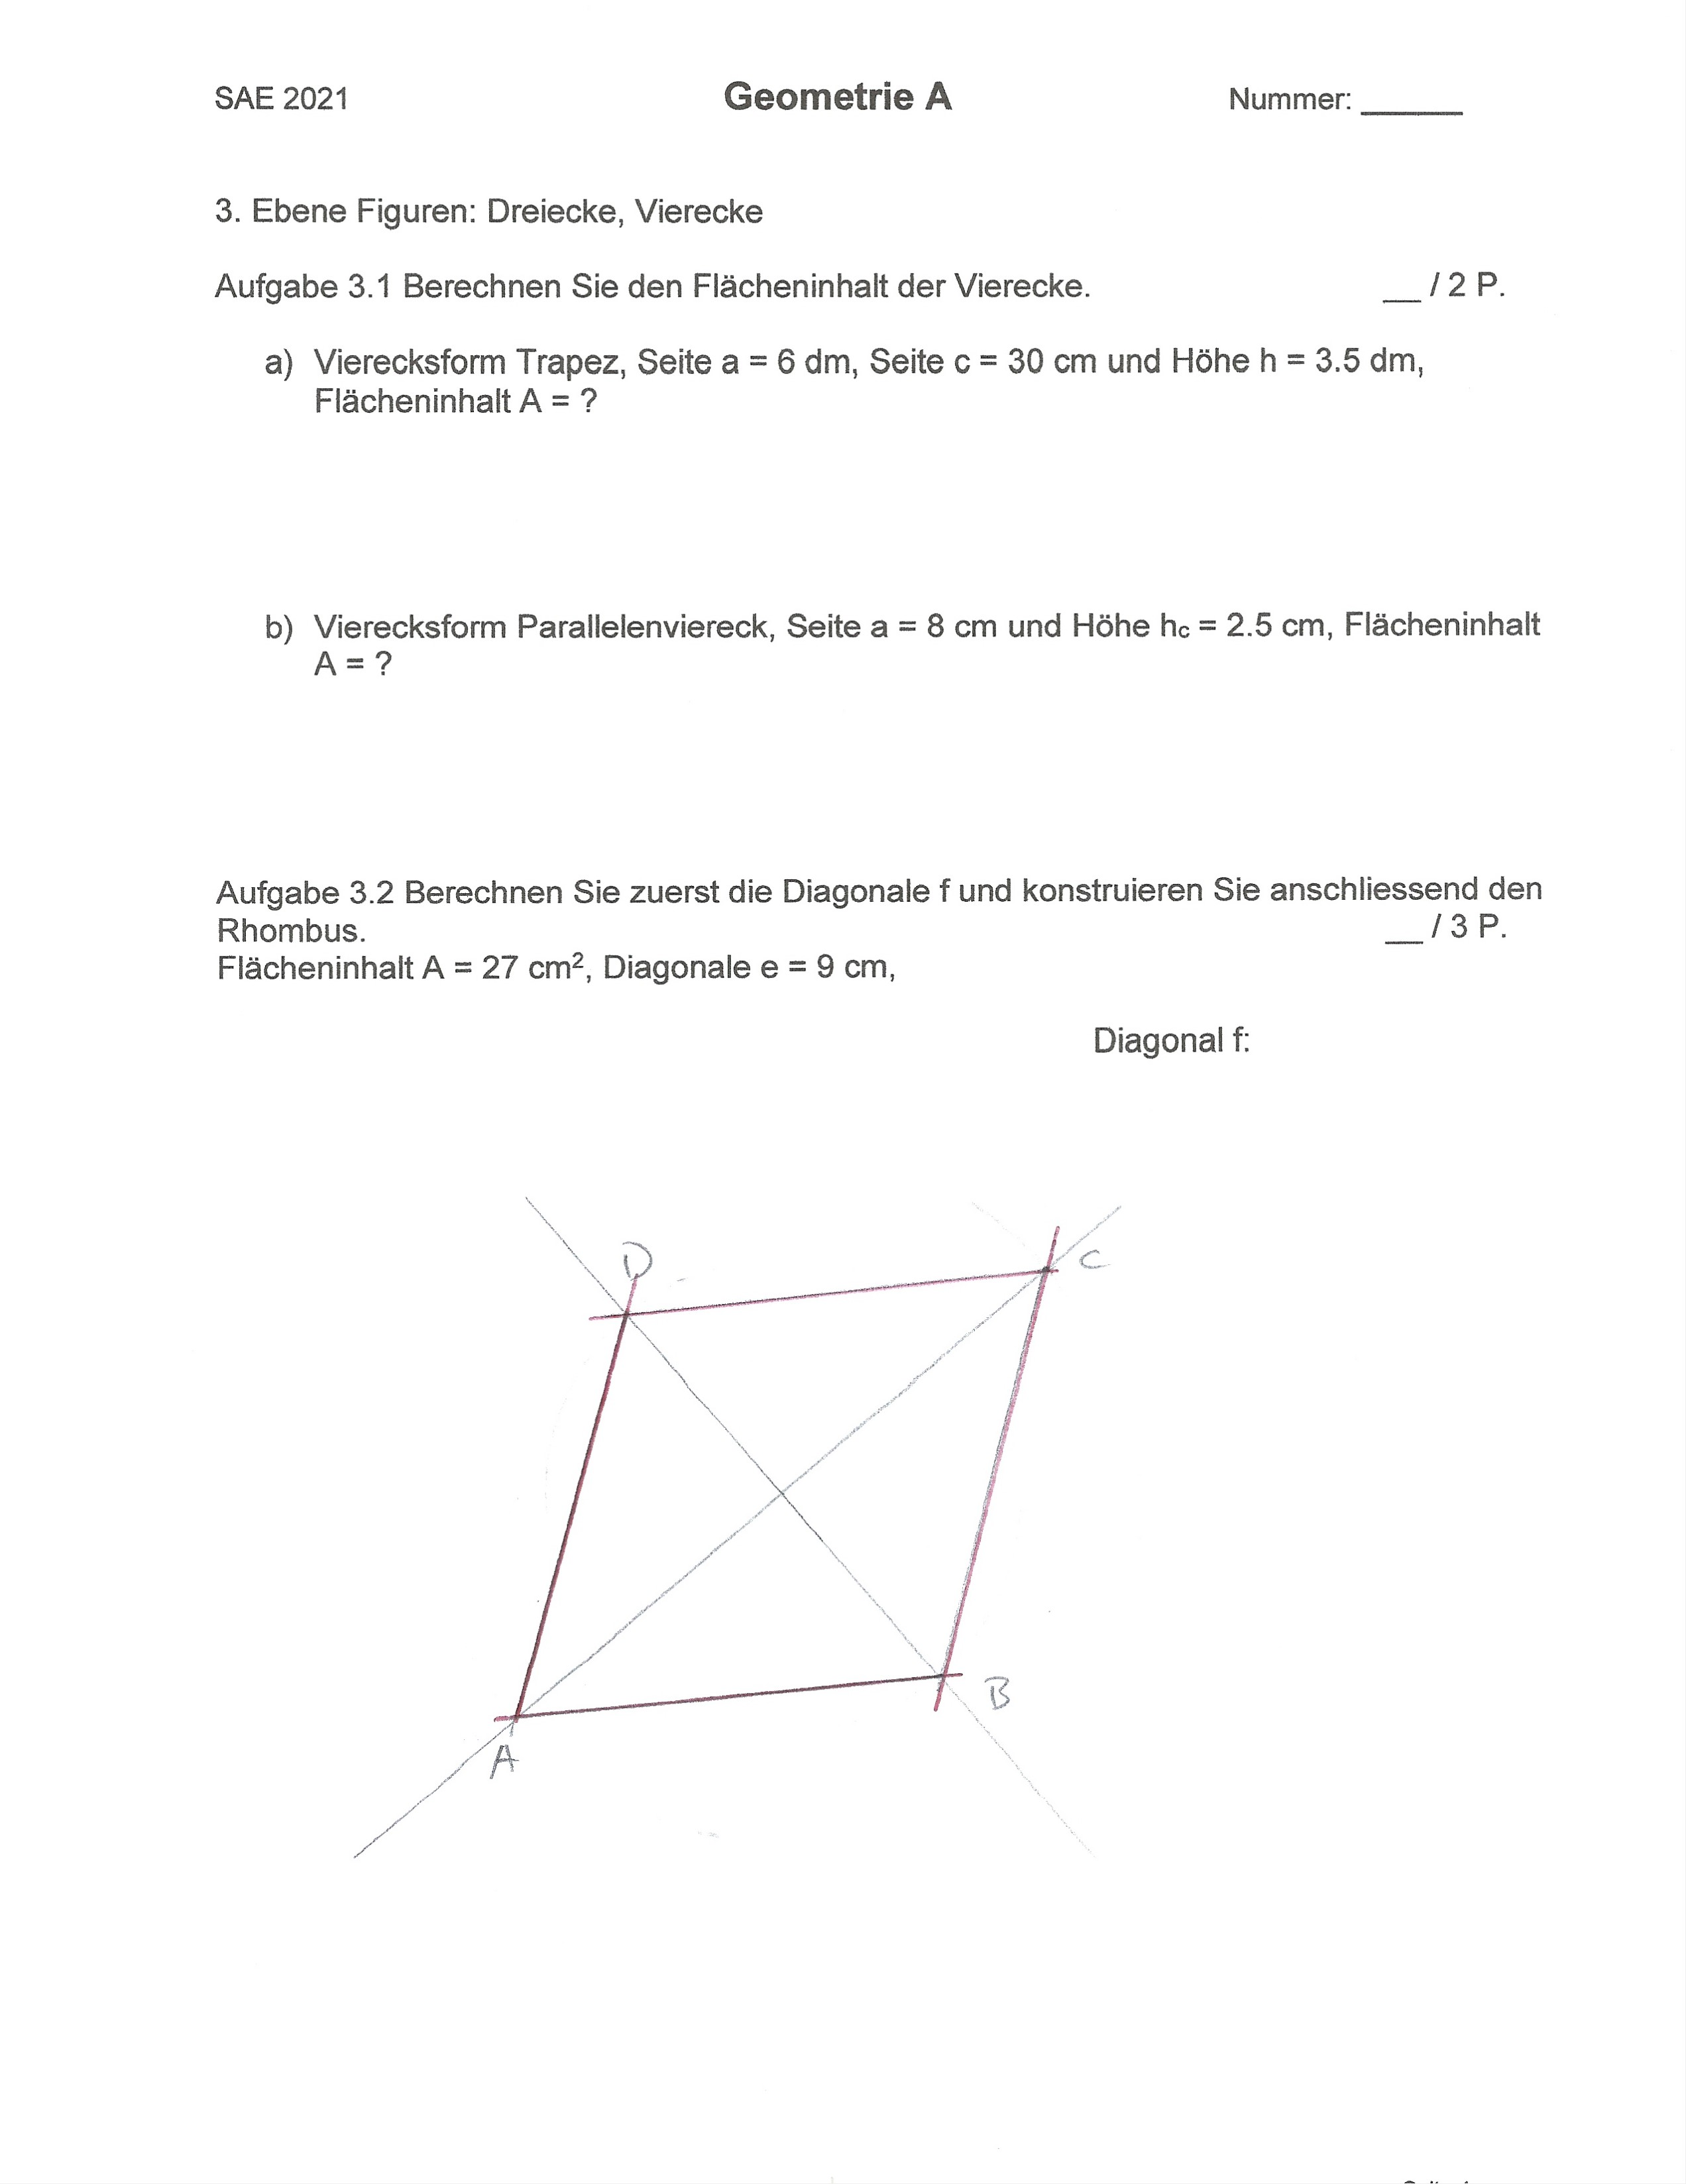 SAE 2021 Geometrie A Nummer: ______
3. Ebene Figuren: Dreiecke, Vierecke
Aufgabe 3.1 Berechnen Sie den Flächeninhalt der Vierecke. __ / 2 P.
a) Vierecksform Trapez, Seite a = 6 dm, Seite c = 30 cm und Höhe h = 3.5 dm,
Flächeninhalt A = ?
b) Vierecksform Parallelenviereck, Seite a = 8 cm und Höhe hc = 2.5 cm, Flächeninhalt
A = ?
Aufgabe 3.2 Berechnen Sie zuerst die Diagonale f und konstruieren Sie anschliessend den
Rhombus. __ / 3 P.
Flächeninhalt A = 27 cm², Diagonale e = 9 cm,
Diagonal f:
D
C
B
A